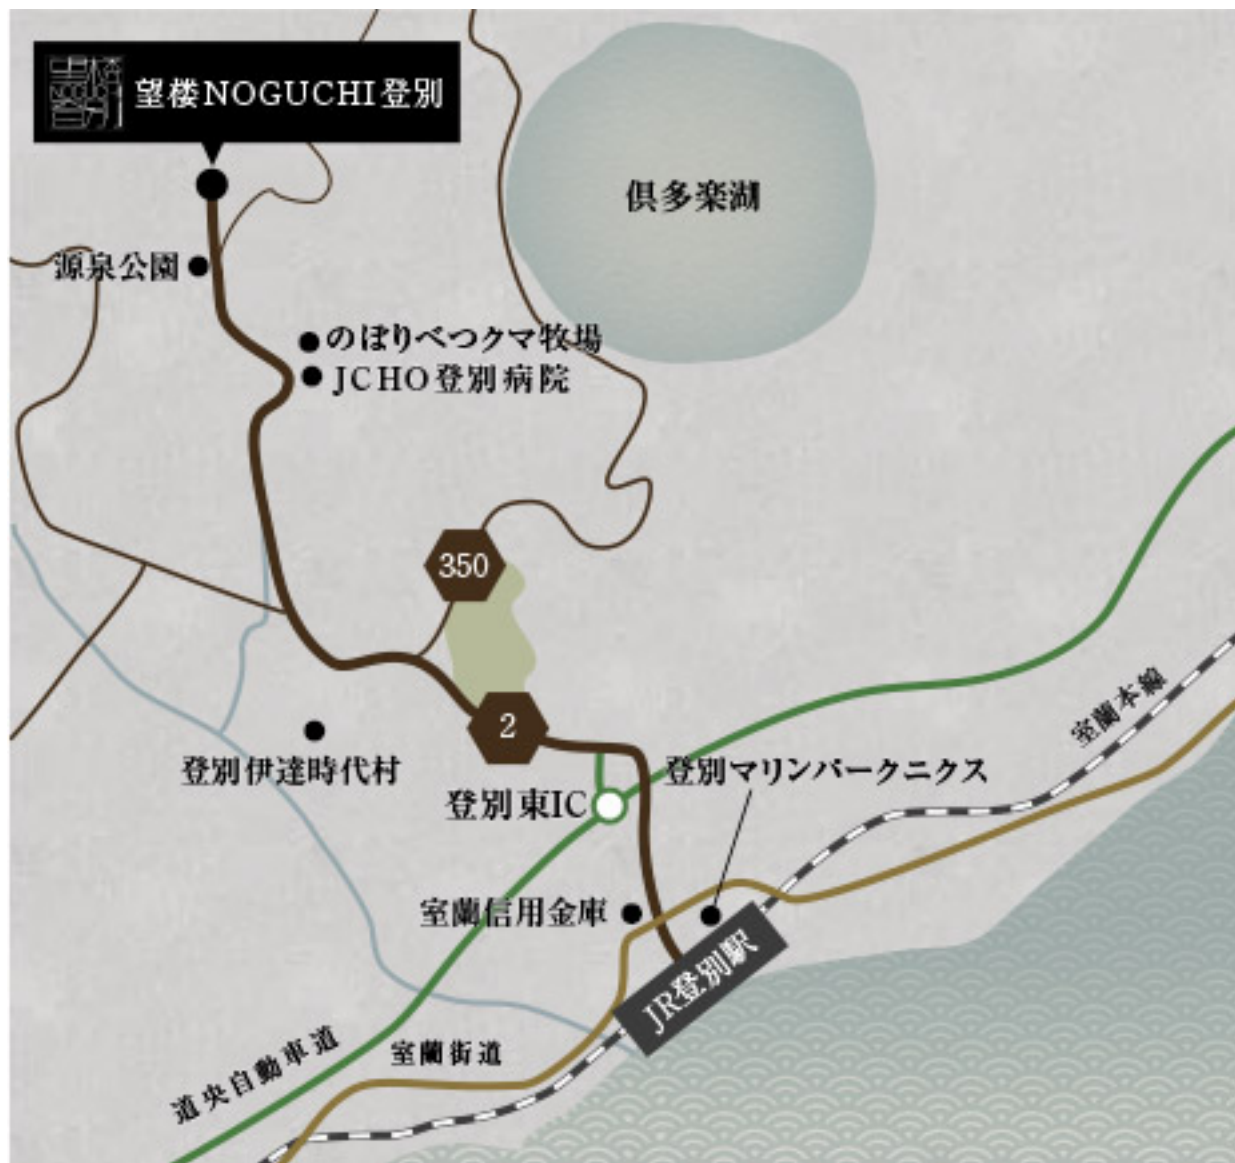 望楼NOGUCHI登別
俱多楽湖
源泉公園
のぼりべつクマ牧場
JCHO登別病院
350
2
登別伊達時代村
登別東IC
登別マリンパークニクス
室蘭本線
室蘭信用金庫
JR登別駅
室蘭街道
道央自動車道